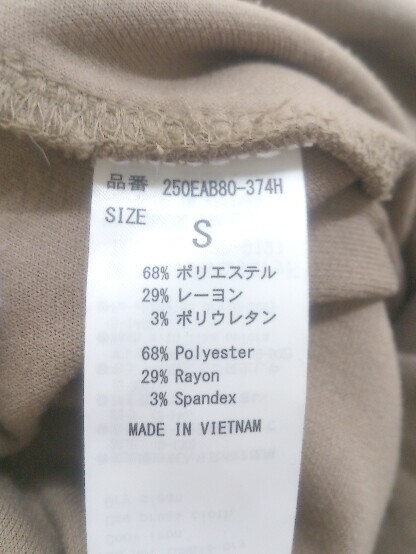 品番 250EAB80-374H
SIZE S
68% ポリエステル
29% レーヨン
3% ポリウレタン
68% Polyester
29% Rayon
3% Spandex
MADE IN VIETNAM